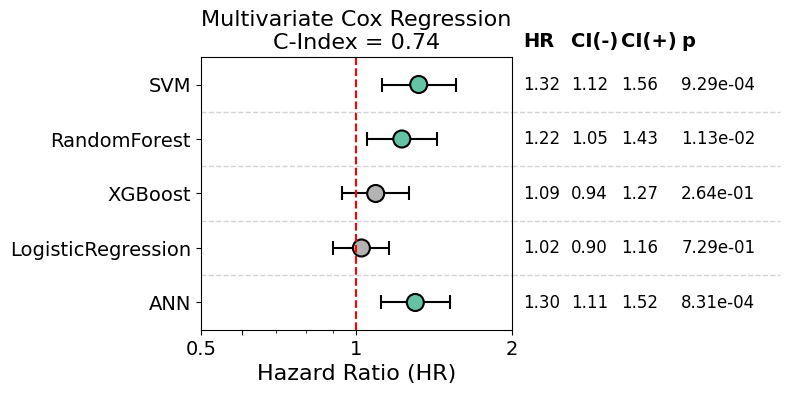 Multivariate Cox Regression
C-Index = 0.74
HR CI(-) CI(+) p
SVM 1.32 1.12 1.56 9.29e-04
RandomForest 1.22 1.05 1.43 1.13e-02
XGBoost 1.09 0.94 1.27 2.64e-01
LogisticRegression 1.02 0.90 1.16 7.29e-01
ANN 1.30 1.11 1.52 8.31e-04
0.5 1 2
Hazard Ratio (HR)